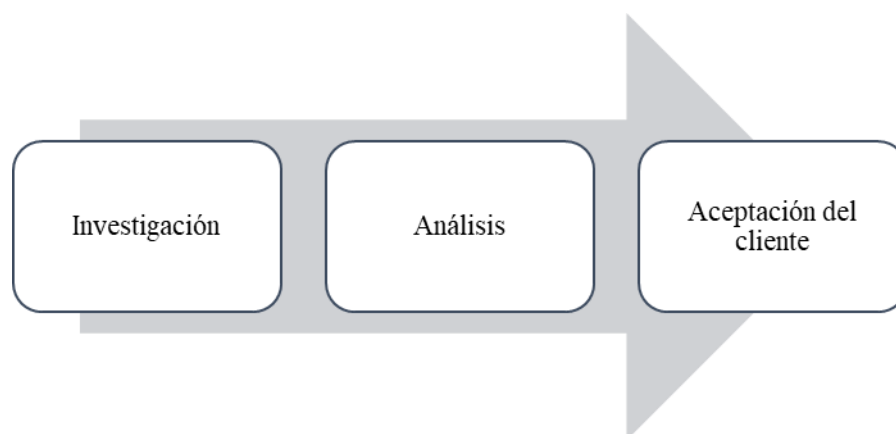 Investigación
Análisis
Aceptación del
cliente